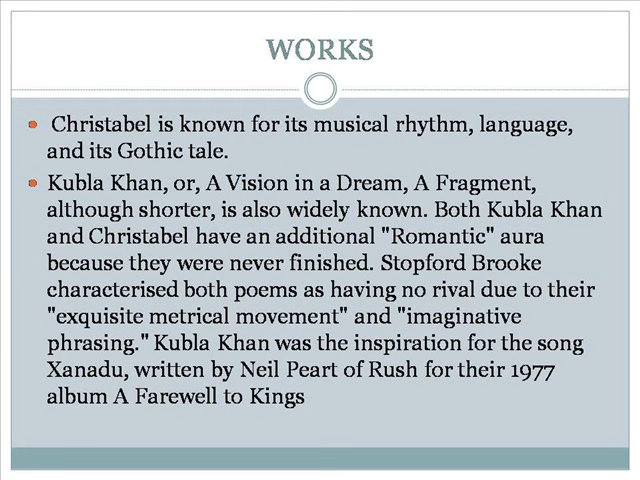 WORKS
• Christabel is known for its musical rhythm, language,
and its Gothic tale.
• Kubla Khan, or, A Vision in a Dream, A Fragment,
although shorter, is also widely known. Both Kubla Khan
and Christabel have an additional "Romantic" aura
because they were never finished. Stopford Brooke
characterised both poems as having no rival due to their
"exquisite metrical movement" and "imaginative
phrasing." Kubla Khan was the inspiration for the song
Xanadu, written by Neil Peart of Rush for their 1977
album A Farewell to Kings